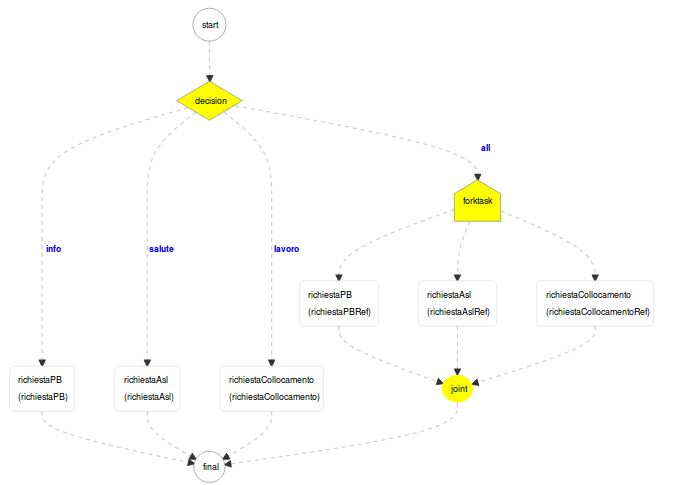 start
decision
all
forktask
info
salute
lavoro
richiestaPB
(richiestaPBRef)
richiestaAsl
(richiestaAslRef)
richiestaCollocamento
(richiestaCollocamentoRef)
richiestaPB
(richiestaPB)
richiestaAsl
(richiestaAsl)
richiestaCollocamento
(richiestaCollocamento)
joint
final